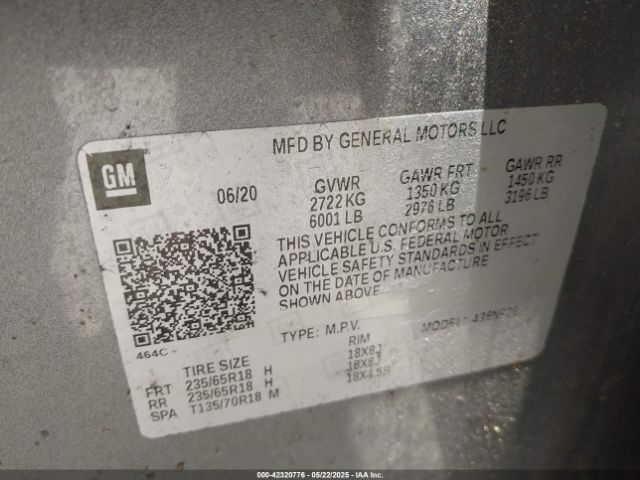 MFD BY GENERAL MOTORS LLC
GM
06/20
GVWR GAWR FRT GAWR RR
2722 KG 1350 KG 1450 KG
6001 LB 2976 LB 3196 LB
THIS VEHICLE CONFORMS TO ALL
APPLICABLE U.S. FEDERAL MOTOR
VEHICLE SAFETY STANDARDS IN EFFECT
ON THE DATE OF MANUFACTURE
SHOWN ABOVE.
464C -
TYPE: M.P.V. MODEL:
TIRE SIZE RIM
FRT 235/65R18 H 18X8J
RR 235/65R18 H 18X8J
SPA T135/70R18 M 18X4.5B
00-42320776 — 05/22/2025 — IAA Inc.